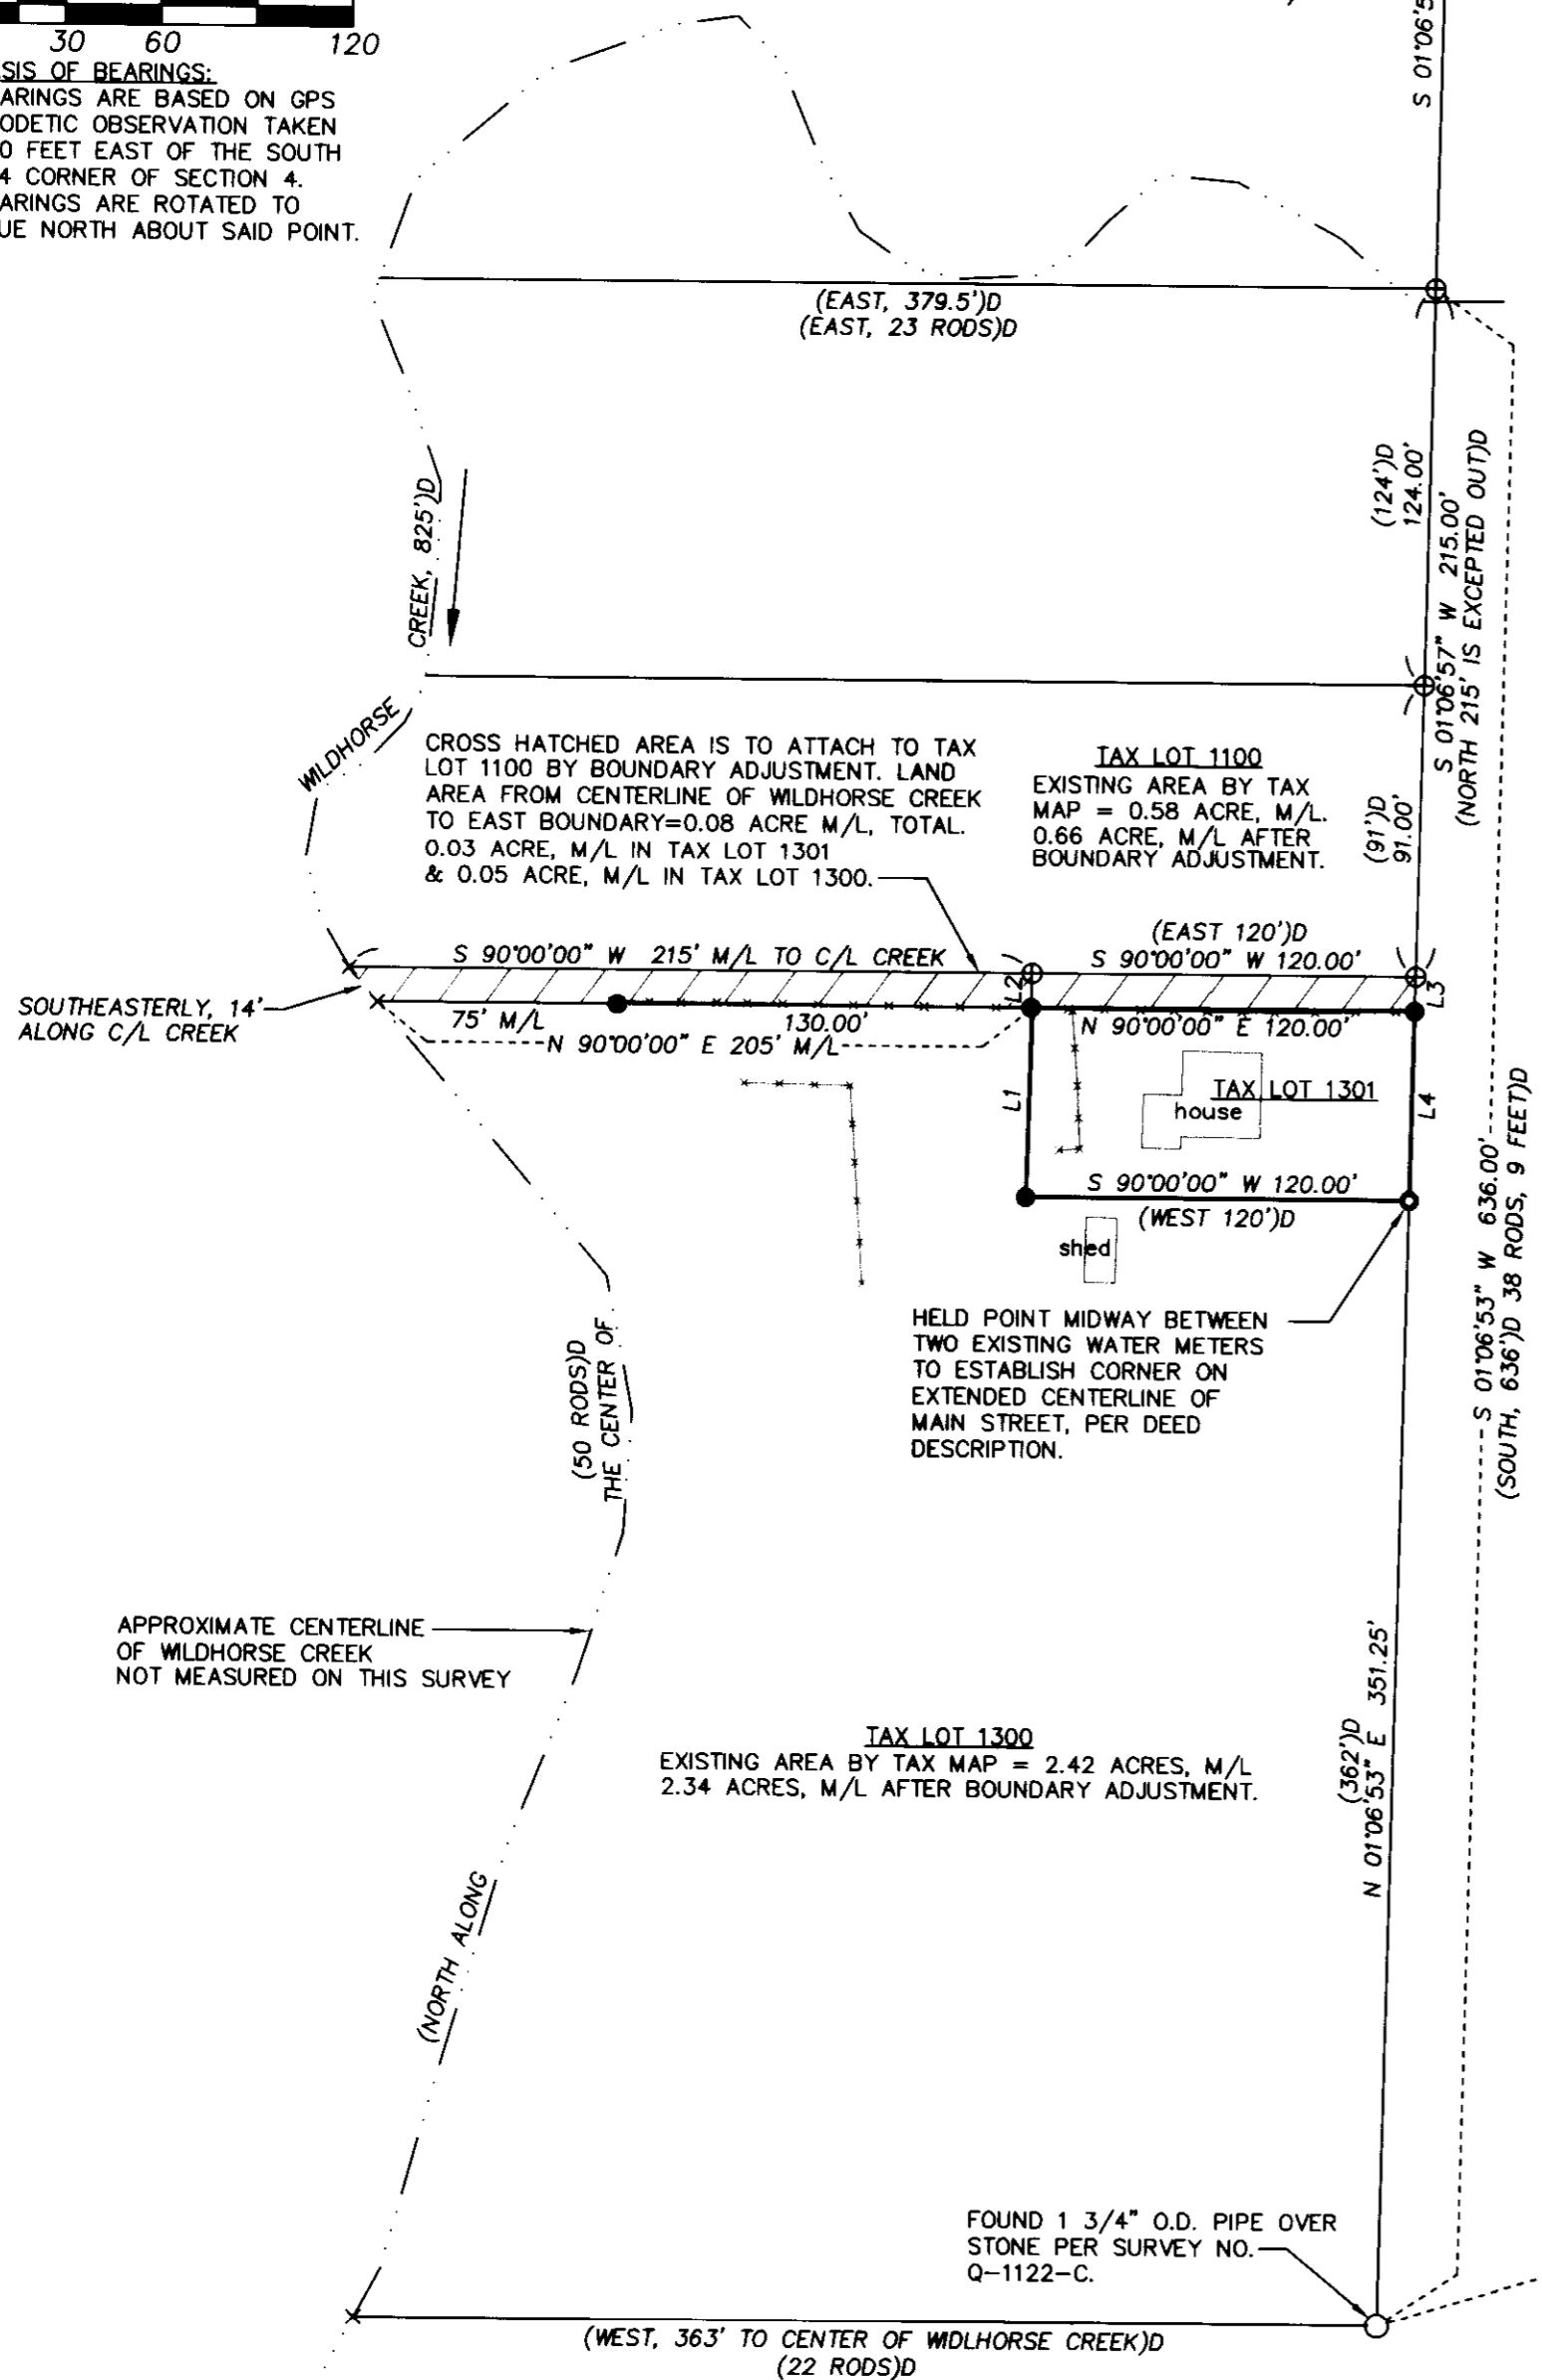 30 60 120
SIS OF BEARINGS:
ARINGS ARE BASED ON GPS
ODETIC OBSERVATION TAKEN
0 FEET EAST OF THE SOUTH
4 CORNER OF SECTION 4.
ARINGS ARE ROTATED TO
UE NORTH ABOUT SAID POINT.
S 01°06'5
(EAST, 379.5')D
(EAST, 23 RODS)D
(124')D
124.00'
S 01°06'57" W 215.00'
(NORTH 215' IS EXCEPTED OUT)D
CREEK, 825')D
WILDHORSE
CROSS HATCHED AREA IS TO ATTACH TO TAX
LOT 1100 BY BOUNDARY ADJUSTMENT. LAND
AREA FROM CENTERLINE OF WILDHORSE CREEK
TO EAST BOUNDARY=0.08 ACRE M/L, TOTAL.
0.03 ACRE, M/L IN TAX LOT 1301
& 0.05 ACRE, M/L IN TAX LOT 1300.
TAX LOT 1100
EXISTING AREA BY TAX
MAP = 0.58 ACRE, M/L.
0.66 ACRE, M/L AFTER
BOUNDARY ADJUSTMENT.
(91')D
91.00'
(EAST 120')D
S 90°00'00" W 215' M/L TO C/L CREEK
S 90°00'00" W 120.00'
SOUTHEASTERLY, 14'
ALONG C/L CREEK
L2
L3
75' M/L
130.00'
N 90°00'00" E 120.00'
N 90°00'00" E 205' M/L
L1
TAX LOT 1301
house
L4
S 90°00'00" W 120.00'
(WEST 120')D
shed
HELD POINT MIDWAY BETWEEN
TWO EXISTING WATER METERS
TO ESTABLISH CORNER ON
EXTENDED CENTERLINE OF
MAIN STREET, PER DEED
DESCRIPTION.
S 01°06'53" W 636.00'
(SOUTH, 636')D 38 RODS, 9 FEET)D
(50 RODS)D
THE CENTER OF
APPROXIMATE CENTERLINE
OF WILDHORSE CREEK
NOT MEASURED ON THIS SURVEY
TAX LOT 1300
EXISTING AREA BY TAX MAP = 2.42 ACRES, M/L
2.34 ACRES, M/L AFTER BOUNDARY ADJUSTMENT.
(362')D
N 01°06'53" E 351.25'
(NORTH ALONG
FOUND 1 3/4" O.D. PIPE OVER
STONE PER SURVEY NO.
Q-1122-C.
(WEST, 363' TO CENTER OF WIDLHORSE CREEK)D
(22 RODS)D